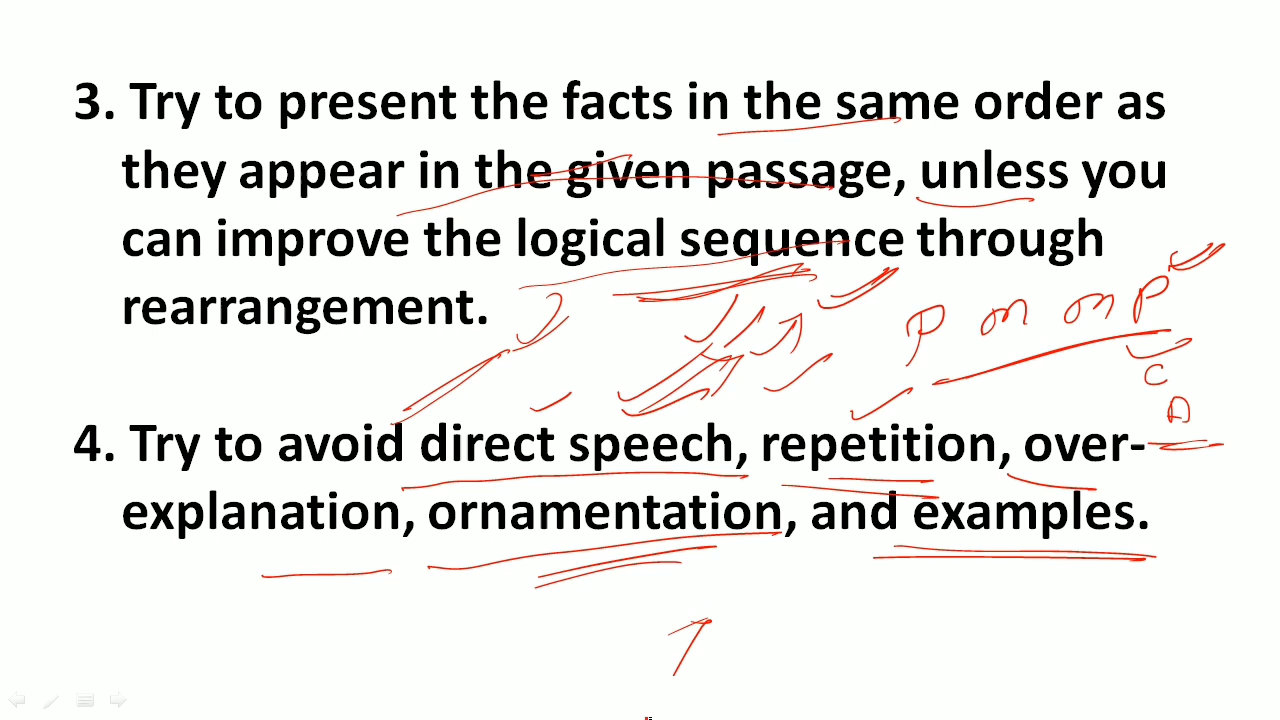 3. Try to present the facts in the same order as
they appear in the given passage, unless you
can improve the logical sequence through
rearrangement.
P m m P
C
A
4. Try to avoid direct speech, repetition, over-
explanation, ornamentation, and examples.